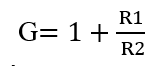 G= 1 + R1/R2